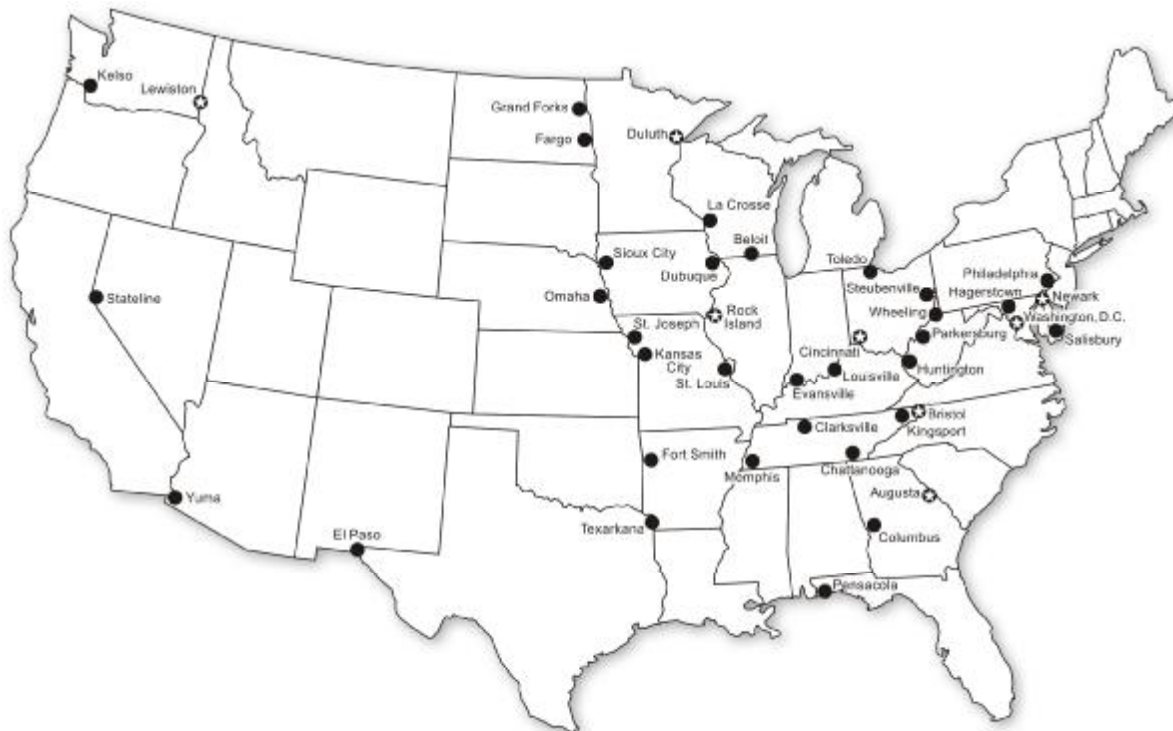 Kelso
Lewiston
Grand Forks
Fargo
Duluth
La Crosse
Beloit
Sioux City
Dubuque
Toledo
Philadelphia
Steubenville
Hagerstown
Stateline
Omaha
Newark
Rock
Island
Wheeling
Washington, D.C.
St. Joseph
Parkersburg
Salisbury
Kansas
City
Cincinnati
St. Louis
Louisville
Huntington
Evansville
Bristol
Clarksville
Kingsport
Fort Smith
Memphis
Chattanooga
Yuma
Augusta
Texarkana
El Paso
Columbus
Pensacola